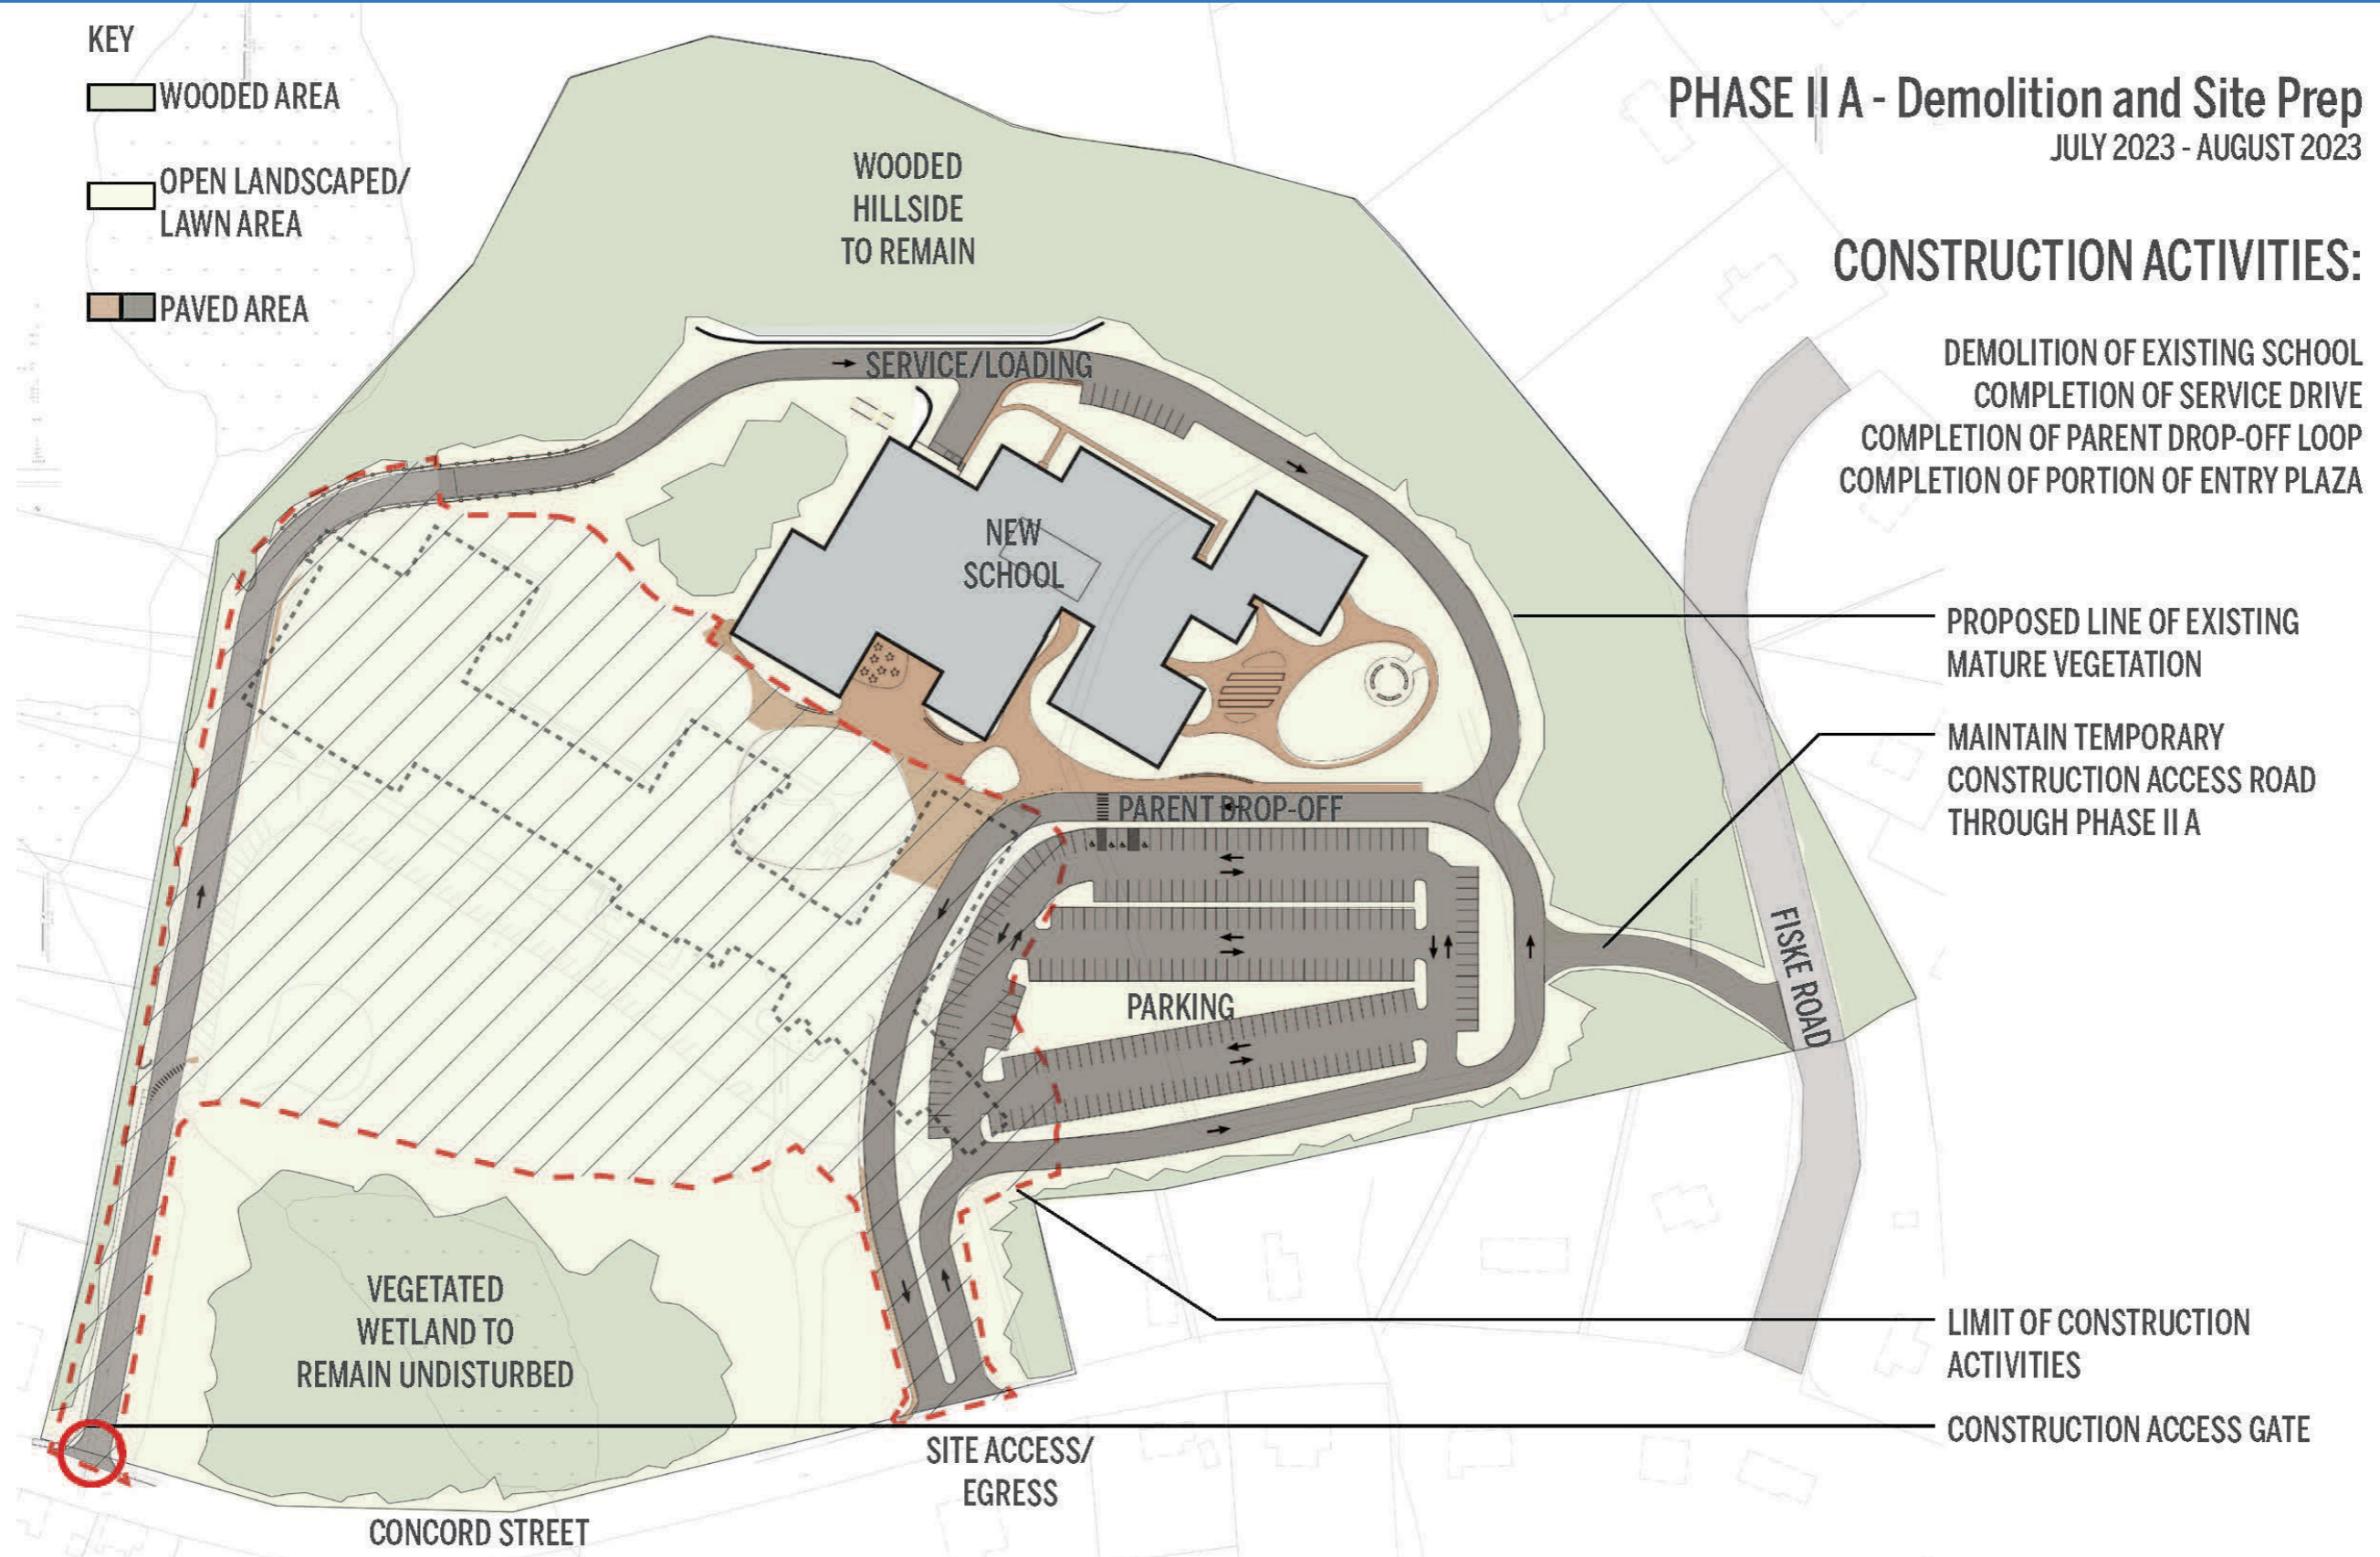 KEY
WOODED AREA
OPEN LANDSCAPED/
LAWN AREA
PAVED AREA
PHASE II A - Demolition and Site Prep
JULY 2023 - AUGUST 2023
CONSTRUCTION ACTIVITIES:
DEMOLITION OF EXISTING SCHOOL
COMPLETION OF SERVICE DRIVE
COMPLETION OF PARENT DROP-OFF LOOP
COMPLETION OF PORTION OF ENTRY PLAZA
WOODED
HILLSIDE
TO REMAIN
SERVICE/LOADING
NEW
SCHOOL
PROPOSED LINE OF EXISTING
MATURE VEGETATION
MAINTAIN TEMPORARY
CONSTRUCTION ACCESS ROAD
THROUGH PHASE II A
PARENT DROP-OFF
PARKING
FISKE ROAD
VEGETATED
WETLAND TO
REMAIN UNDISTURBED
LIMIT OF CONSTRUCTION
ACTIVITIES
CONSTRUCTION ACCESS GATE
SITE ACCESS/
EGRESS
CONCORD STREET